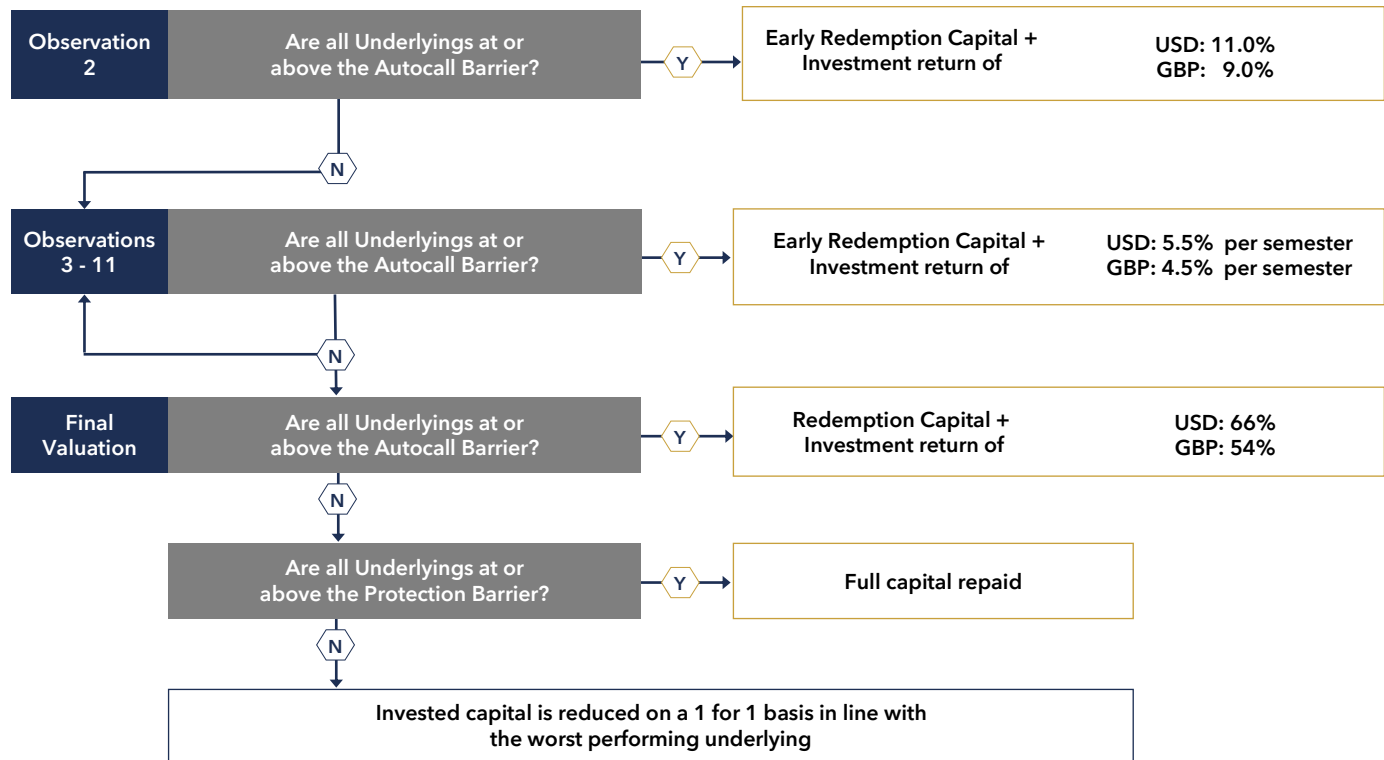 Observation
2
Are all Underlyings at or
above the Autocall Barrier?
Y
Early Redemption Capital +
Investment return of
USD: 11.0%
GBP: 9.0%
N
Observations
3 - 11
Are all Underlyings at or
above the Autocall Barrier?
Y
Early Redemption Capital +
Investment return of
USD: 5.5% per semester
GBP: 4.5% per semester
N
Final
Valuation
Are all Underlyings at or
above the Autocall Barrier?
Y
Redemption Capital +
Investment return of
USD: 66%
GBP: 54%
N
Are all Underlyings at or
above the Protection Barrier?
Y
Full capital repaid
N
Invested capital is reduced on a 1 for 1 basis in line with
the worst performing underlying